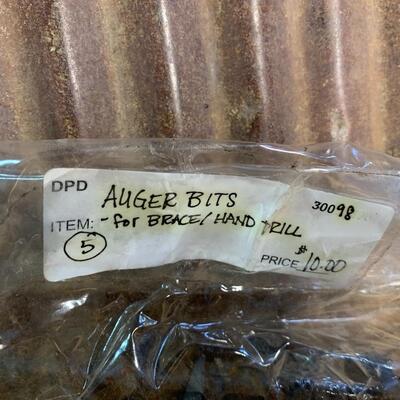 DPD AUGER BITS 30098
ITEM: - for BRACE/HAND DRILL
5 PRICE $10.00